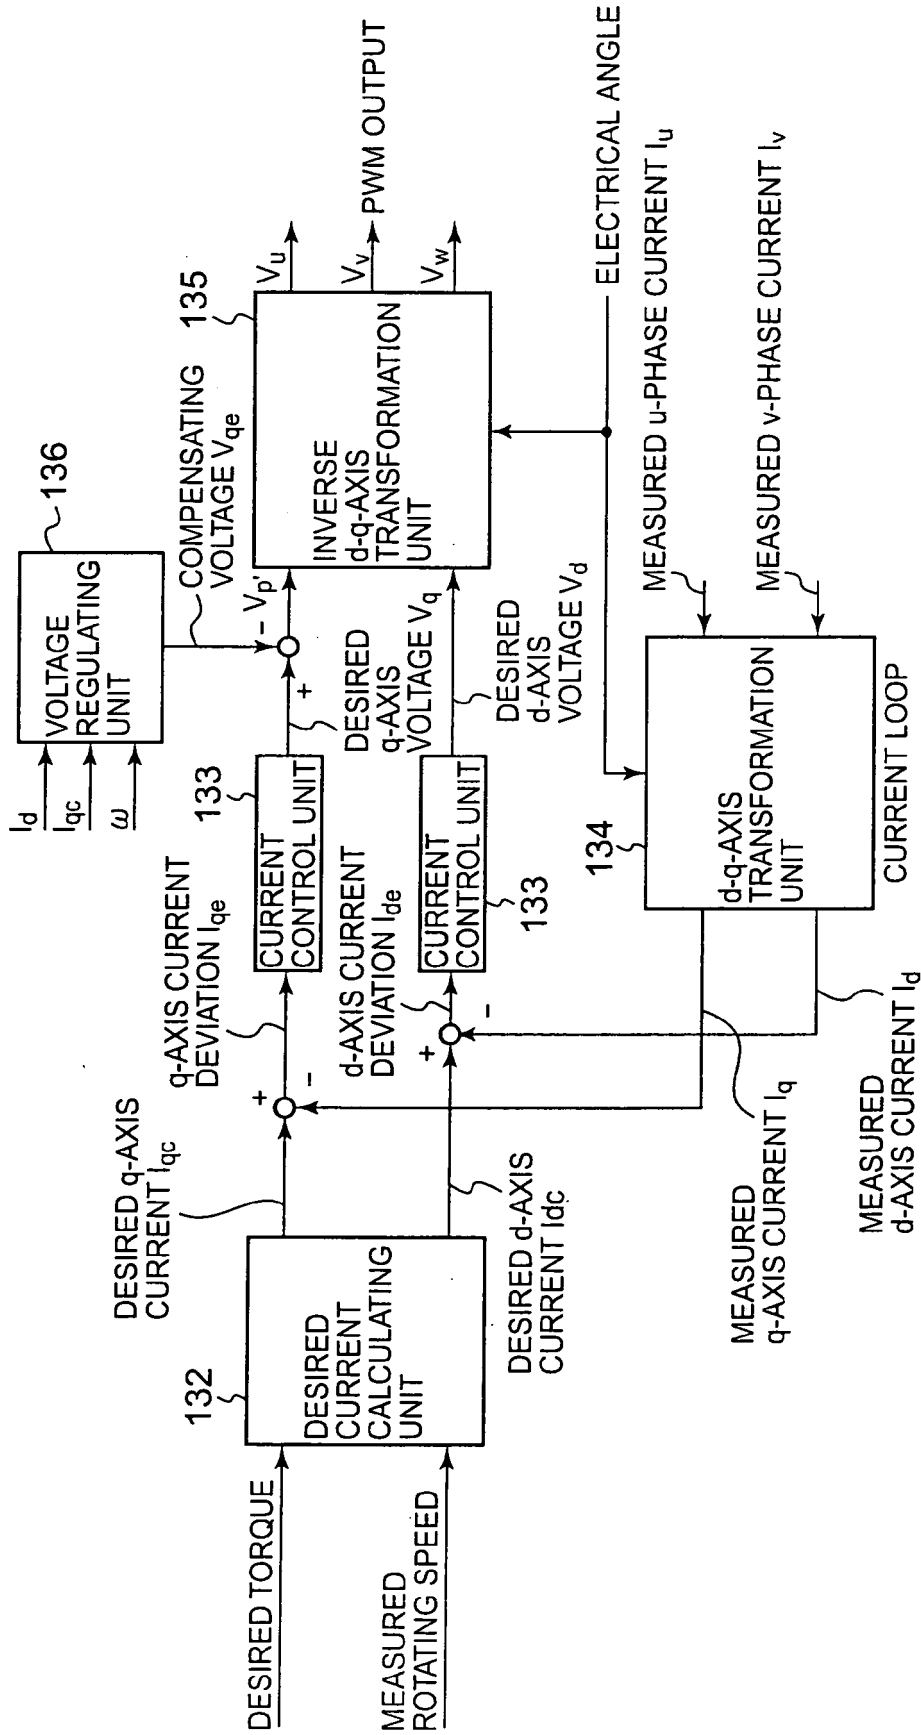 DESIRED TORQUE
MEASURED
ROTATING SPEED
132
DESIRED
CURRENT
CALCULATING
UNIT
DESIRED q-AXIS
CURRENT Iqc
DESIRED d-AXIS
CURRENT Idc
+
-
+
-
q-AXIS CURRENT
DEVIATION Iqe
d-AXIS CURRENT
DEVIATION Ide
133
CURRENT
CONTROL UNIT
CURRENT
CONTROL UNIT
133
Id
Iqc
ω
VOLTAGE
REGULATING
UNIT
136
COMPENSATING
VOLTAGE Vqe
+
-
Vp'
DESIRED
q-AXIS
VOLTAGE Vq
DESIRED
d-AXIS
VOLTAGE Vd
135
INVERSE
d-q-AXIS
TRANSFORMATION
UNIT
Vu
Vv
Vw
PWM OUTPUT
ELECTRICAL ANGLE
134
d-q-AXIS
TRANSFORMATION
UNIT
CURRENT LOOP
MEASURED u-PHASE CURRENT Iu
MEASURED v-PHASE CURRENT Iv
MEASURED
q-AXIS CURRENT Iq
MEASURED
d-AXIS CURRENT Id